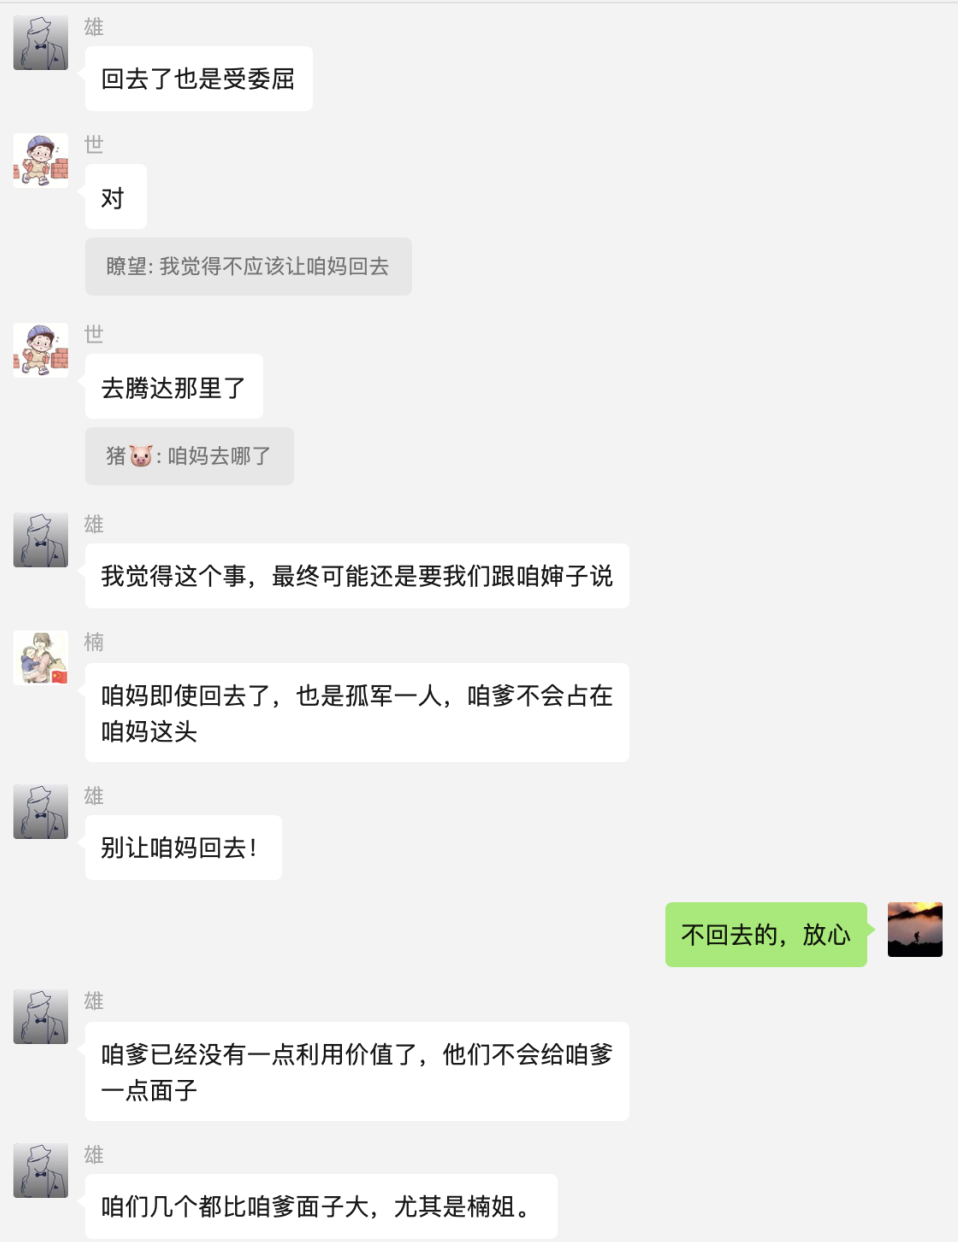 雄
回去了也是受委屈
世
对
瞭望: 我觉得不应该让咱妈回去
世
去腾达那里了
猪🐷: 咱妈去哪了
雄
我觉得这个事，最终可能还是要我们跟咱婶子说
楠
咱妈即使回去了，也是孤军一人，咱爹不会占在
咱妈这头
雄
别让咱妈回去！
不回去的，放心
雄
咱爹已经没有一点利用价值了，他们不会给咱爹
一点面子
雄
咱们几个都比咱爹面子大，尤其是楠姐。